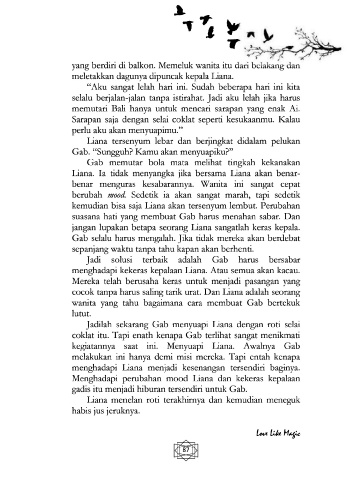 yang berdiri di balkon. Memeluk wanita itu dari belakang dan
meletakkan dagunya dipuncak kepala Liana.
“Aku sangat lelah hari ini. Sudah beberapa hari ini kita
selalu berjalan-jalan tanpa istirahat. Jadi aku lelah jika harus
memutari Bali hanya untuk mencari sarapan yang enak Ai.
Sarapan saja dengan selai coklat seperti kesukaanmu. Kalau
perlu aku akan menyuapimu.”
Liana tersenyum lebar dan berjingkat didalam pelukan
Gab. “Sungguh? Kamu akan menyuapiku?”
Gab memutar bola mata melihat tingkah kekanakan
Liana. Ia tidak menyangka jika bersama Liana akan benar-
benar menguras kesabarannya. Wanita ini sangat cepat
berubah mood. Sedetik ia akan sangat marah, tapi sedetik
kemudian bisa saja Liana akan tersenyum lembut. Perubahan
suasana hati yang membuat Gab harus menahan sabar. Dan
jangan lupakan betapa seorang Liana sangatlah keras kepala.
Gab selalu harus mengalah. Jika tidak mereka akan berdebat
sepanjang waktu tanpa tahu kapan akan berhenti.
Jadi solusi terbaik adalah Gab harus bersabar
menghadapi kekeras kepalaan Liana. Atau semua akan kacau.
Mereka telah berusaha keras untuk menjadi pasangan yang
cocok tanpa harus saling tarik urat. Dan Liana adalah seorang
wanita yang tahu bagaimana cara membuat Gab bertekuk
lutut.
Jadilah sekarang Gab menyuapi Liana dengan roti selai
coklat itu. Tapi enath kenapa Gab terlihat sangat menikmati
kegiatannya saat ini. Menyuapi Liana. Awalnya Gab
melakukan ini hanya demi misi mereka. Tapi entah kenapa
menghadapi Liana menjadi kesenangan tersendiri baginya.
Menghadapi perubahan mood Liana dan kekeras kepalaan
gadis itu menjadi hiburan tersendiri untuk Gab.
Liana menelan roti terakhirnya dan kemudian meneguk
habis jus jeruknya.
Love Like Magic
87